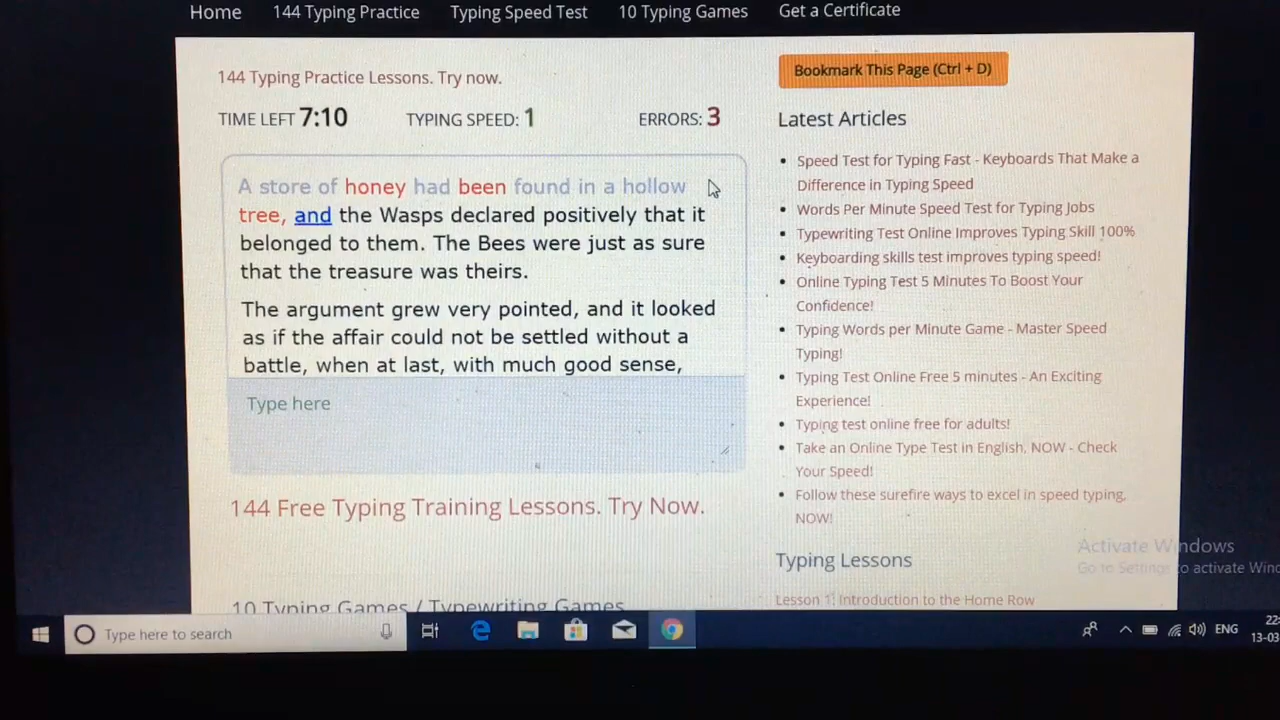 Home 144 Typing Practice Typing Speed Test 10 Typing Games Get a Certificate
144 Typing Practice Lessons. Try now.
TIME LEFT 7:10 TYPING SPEED: 1 ERRORS: 3
A store of honey had been found in a hollow
tree, and the Wasps declared positively that it
belonged to them. The Bees were just as sure
that the treasure was theirs.
The argument grew very pointed, and it looked
as if the affair could not be settled without a
battle, when at last, with much good sense,
Type here
144 Free Typing Training Lessons. Try Now.
10 Typing Games / Typewriting Games
Bookmark This Page (Ctrl + D)
Latest Articles
Speed Test for Typing Fast - Keyboards That Make a
Difference in Typing Speed
Words Per Minute Speed Test for Typing Jobs
Typewriting Test Online Improves Typing Skill 100%
Keyboarding skills test improves typing speed!
Online Typing Test 5 Minutes To Boost Your
Confidence!
Typing Words per Minute Game - Master Speed
Typing!
Typing Test Online Free 5 minutes - An Exciting
Experience!
Typing test online free for adults!
Take an Online Type Test in English, NOW - Check
Your Speed!
Follow these surefire ways to excel in speed typing,
NOW!
Typing Lessons
Lesson 1: Introduction to the Home Row
Activate Windows
Go to Settings to activate Wind
Type here to search
ENG
22:
13-03